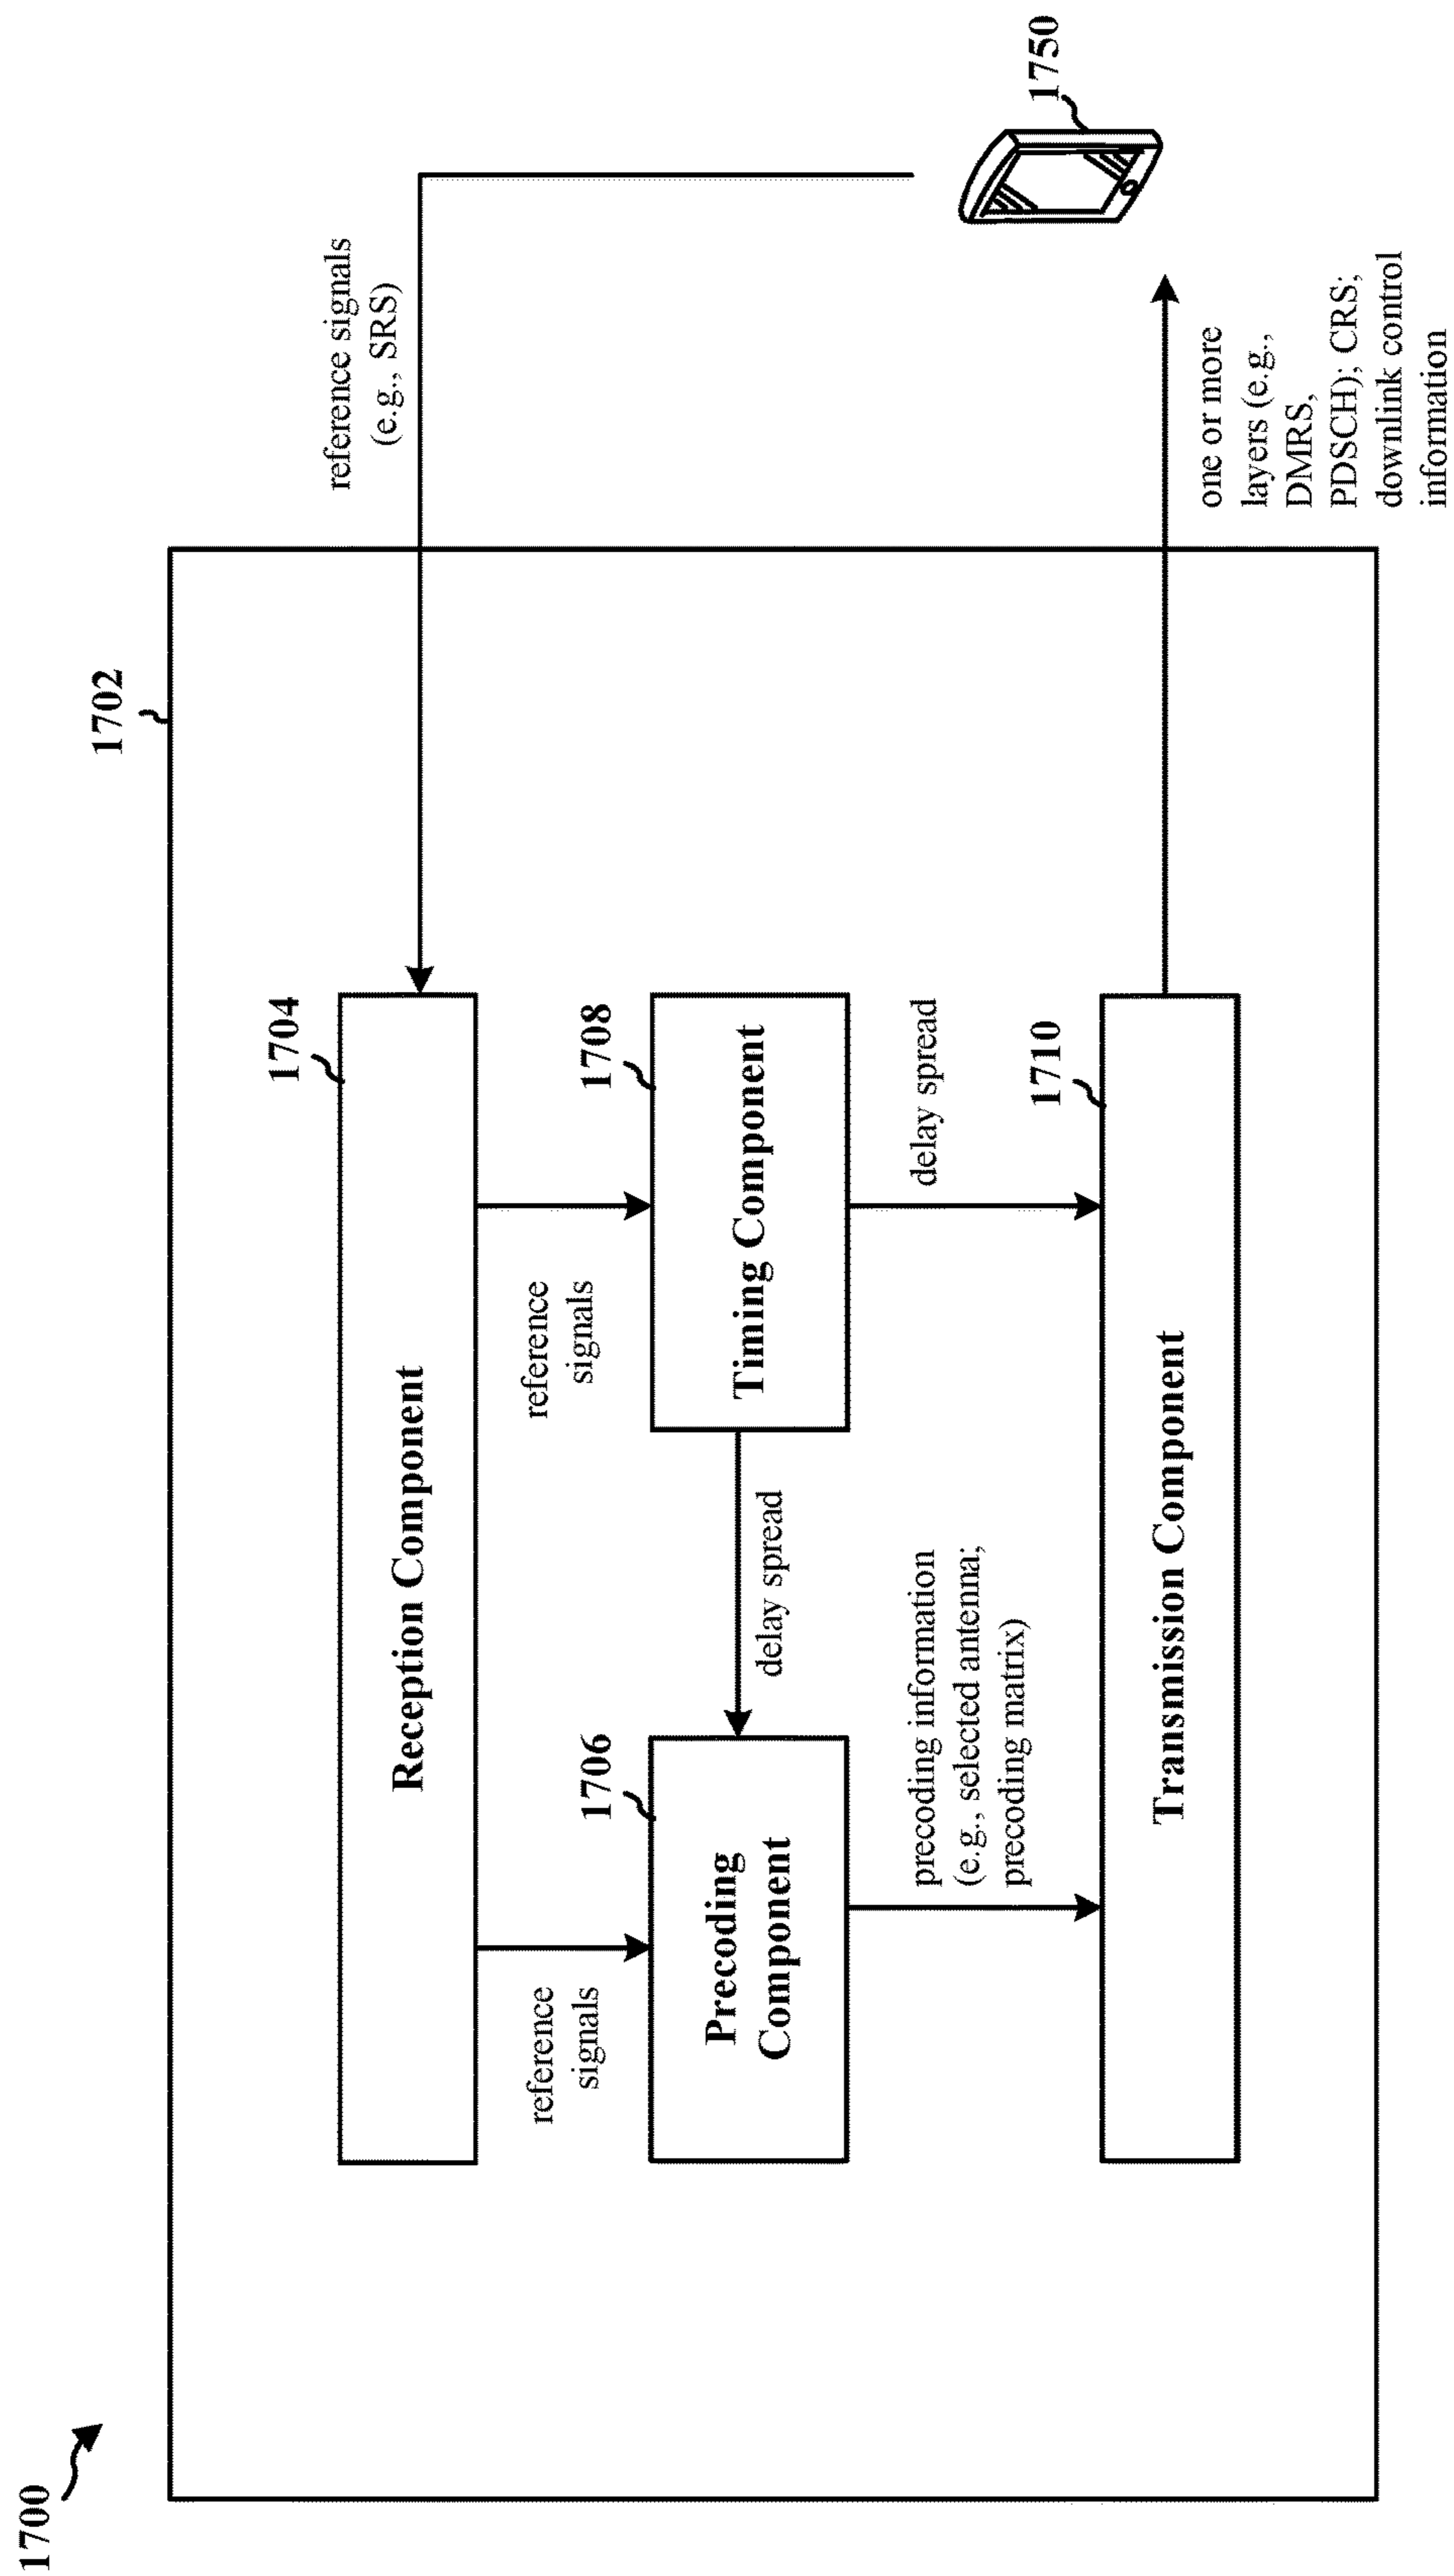 1700
1702
reference signals
(e.g., SRS)
1704
Reception Component
reference
signals
reference
signals
1706
Precoding
Component
delay spread
1708
Timing Component
precoding information
(e.g., selected antenna;
precoding matrix)
delay spread
1710
Transmission Component
1750
one or more
layers (e.g.,
DMRS,
PDSCH); CRS;
downlink control
information